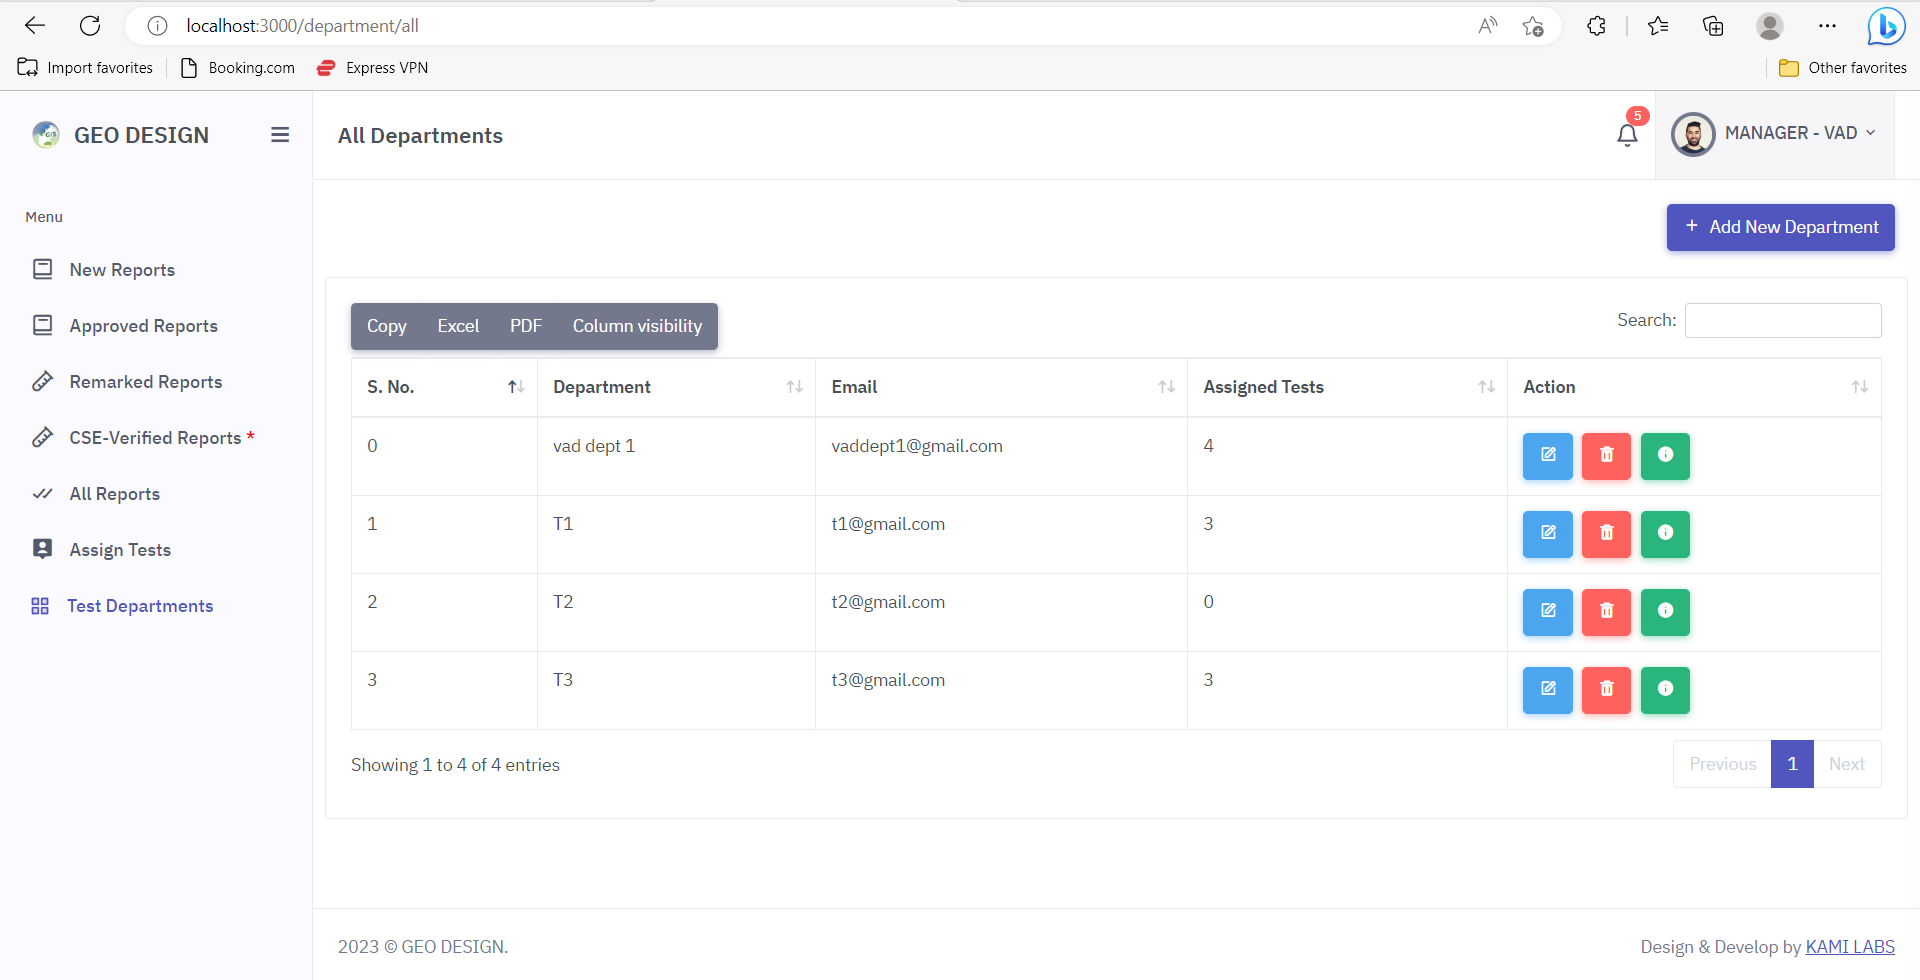 localhost:3000/department/all
Import favorites Booking.com Express VPN Other favorites
GEO DESIGN
All Departments
5
MANAGER - VAD
Menu
New Reports
Approved Reports
Remarked Reports
CSE-Verified Reports *
All Reports
Assign Tests
Test Departments
+ Add New Department
Copy Excel PDF Column visibility
Search:
S. No. Department Email Assigned Tests Action
0 vad dept 1 vaddept1@gmail.com 4
1 T1 t1@gmail.com 3
2 T2 t2@gmail.com 0
3 T3 t3@gmail.com 3
Showing 1 to 4 of 4 entries
Previous 1 Next
2023 © GEO DESIGN.
Design & Develop by KAMI LABS